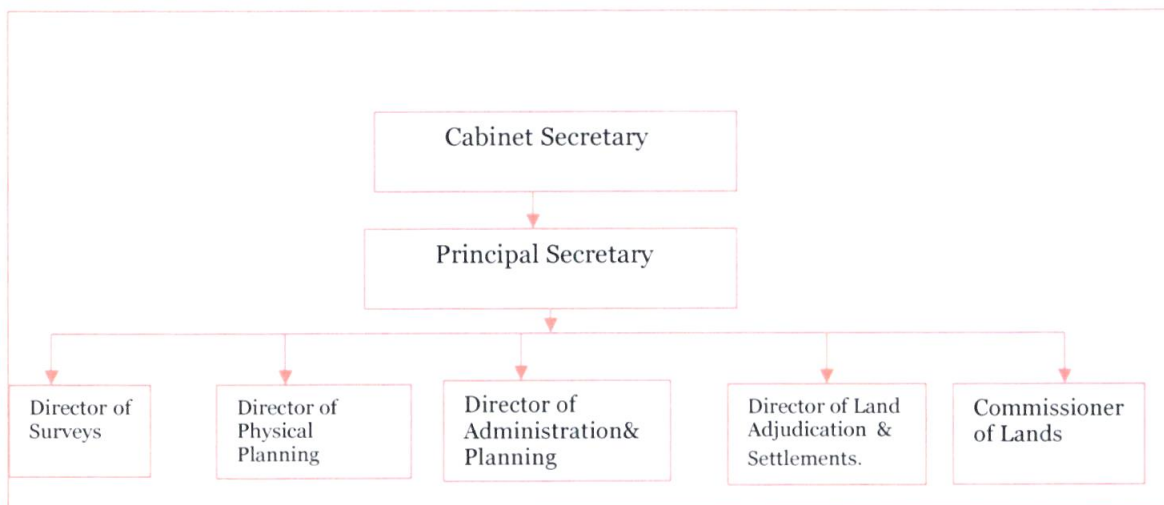 Cabinet Secretary
Principal Secretary
Director of
Surveys
Director of
Physical
Planning
Director of
Administration&
Planning
Director of Land
Adjudication &
Settlements.
Commissioner
of Lands